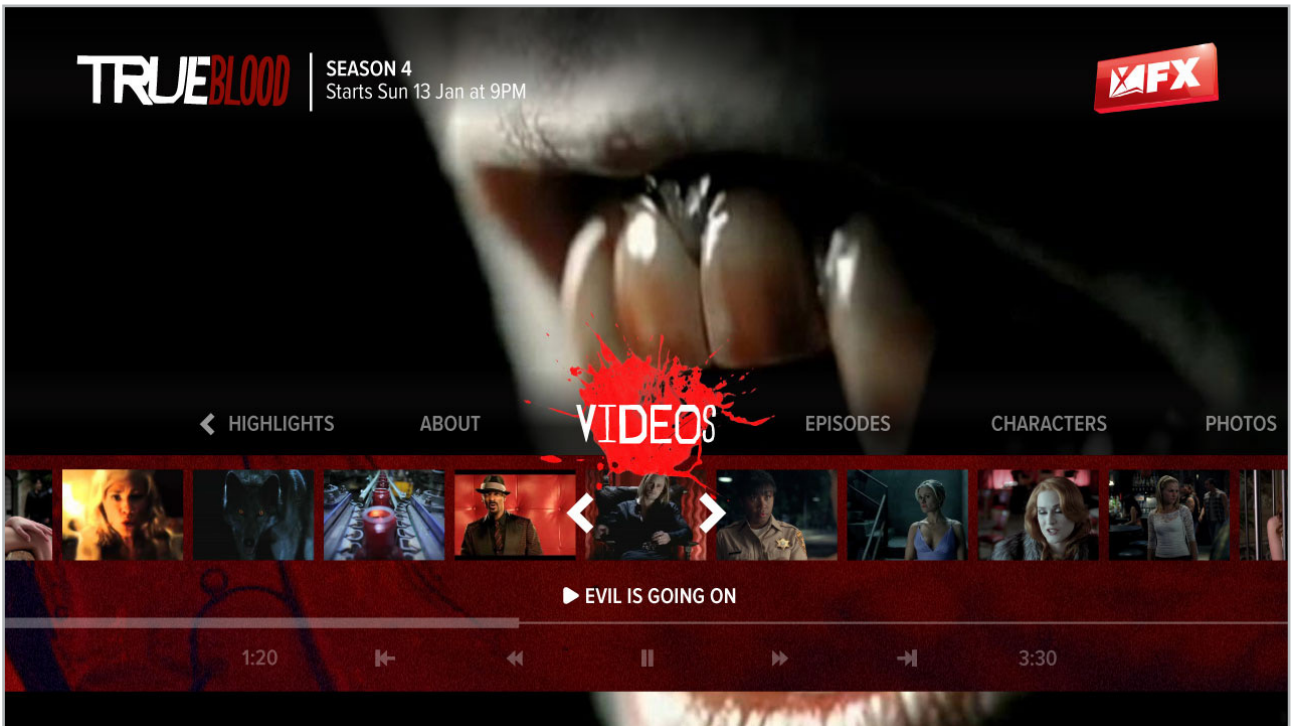 TRUEBLOOD
SEASON 4
Starts Sun 13 Jan at 9PM
FX
HIGHLIGHTS
ABOUT
VIDEOS
EPISODES
CHARACTERS
PHOTOS
EVIL IS GOING ON
1:20
3:30